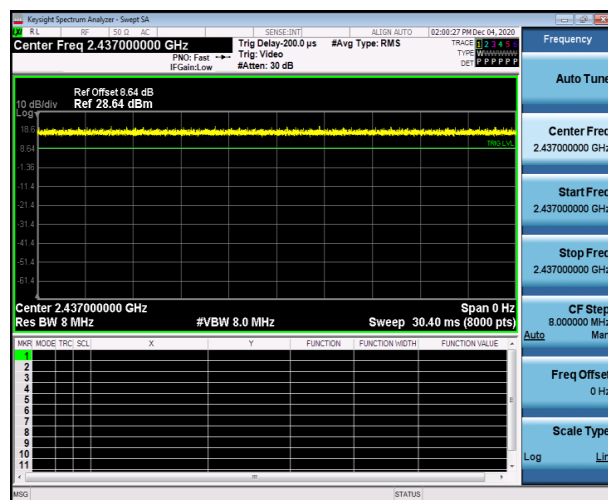 Keysight Spectrum Analyzer - Swept SA
RL RF 50 Ω AC SENSE:INT ALIGN AUTO 02:00:27 PM Dec 04, 2020
Center Freq 2.437000000 GHz
PNO: Fast
IFGain:Low
Trig Delay-200.0 µs
Trig: Video
#Atten: 30 dB
#Avg Type: RMS
TRACE 1 2 3 4 5 6
TYPE WWWWWW
DET P P P P P P
Ref Offset 8.64 dB
10 dB/div Ref 28.64 dBm
Log
18.6
8.64
TRIG LVL
-1.36
-11.4
-21.4
-31.4
-41.4
-51.4
-61.4
Center 2.437000000 GHz Span 0 Hz
Res BW 8 MHz #VBW 8.0 MHz Sweep 30.40 ms (8000 pts)
MKR MODE TRC SCL X Y FUNCTION FUNCTION WIDTH FUNCTION VALUE
1
2
3
4
5
6
7
8
9
10
11
MSG STATUS
Frequency
Auto Tune
Center Freq
2.437000000 GHz
Start Freq
2.437000000 GHz
Stop Freq
2.437000000 GHz
CF Step
8.000000 MHz
Auto Man
Freq Offset
0 Hz
Scale Type
Log Lin